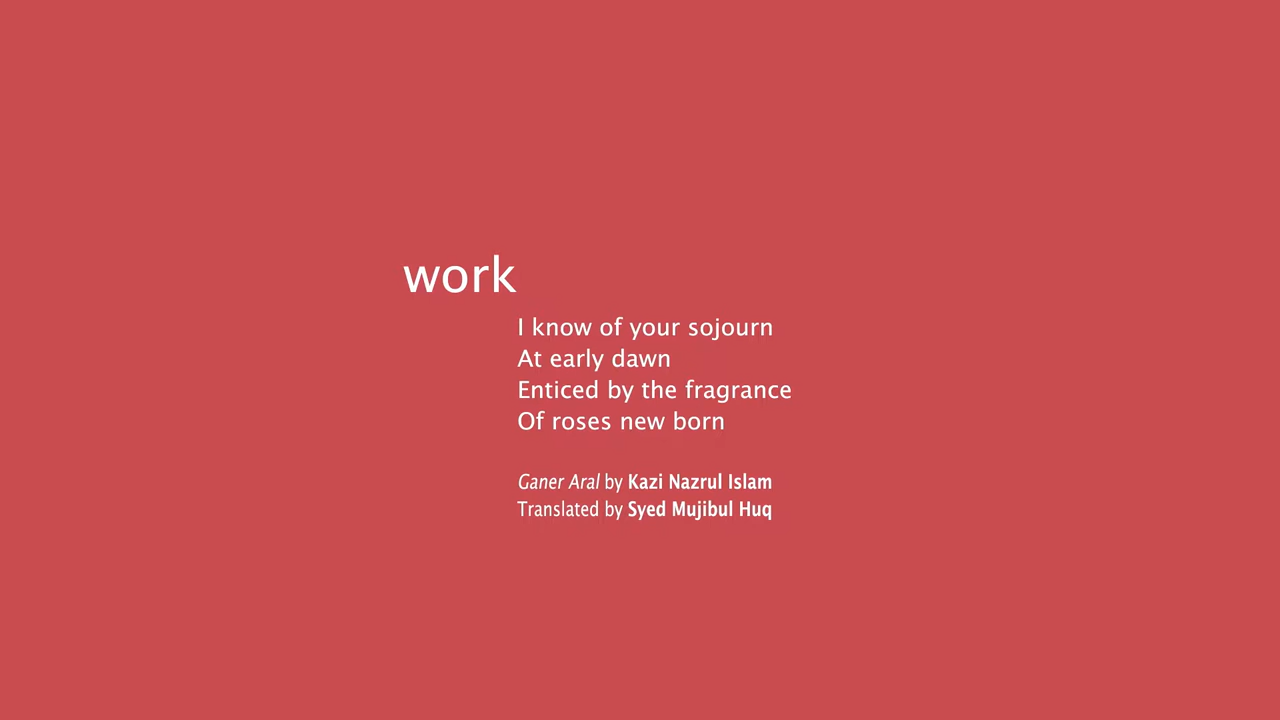 work
I know of your sojourn
At early dawn
Enticed by the fragrance
Of roses new born
Ganer Aral by Kazi Nazrul Islam
Translated by Syed Mujibul Huq